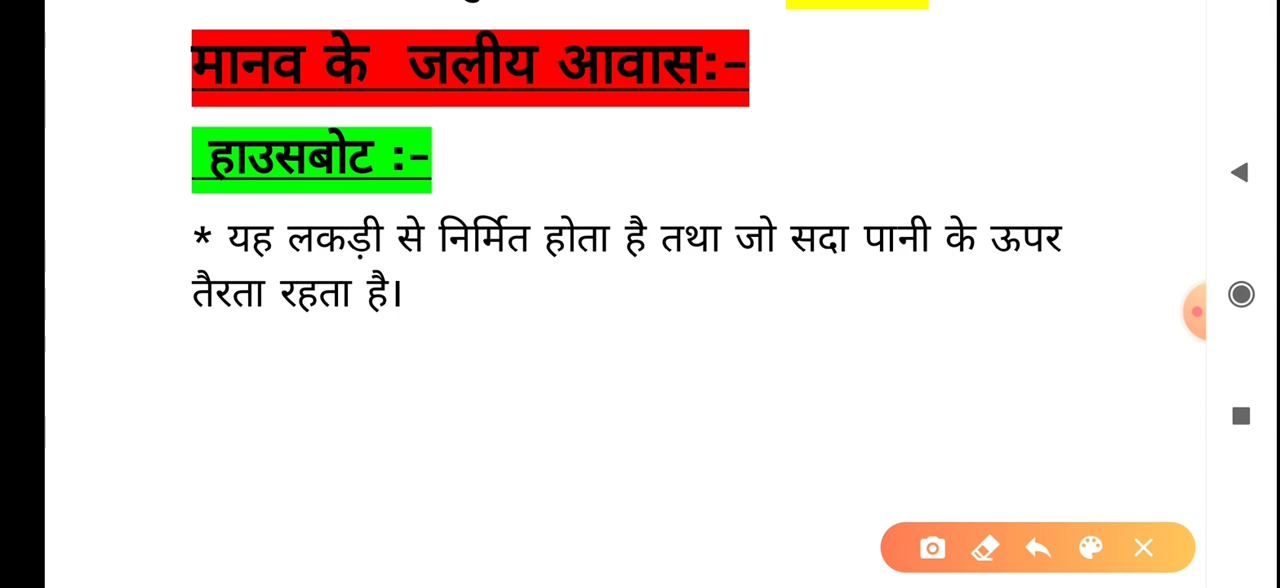 मानव के जलीय आवासः-
हाउसबोट :-
* यह लकड़ी से निर्मित होता है तथा जो सदा पानी के ऊपर
तैरता रहता है।